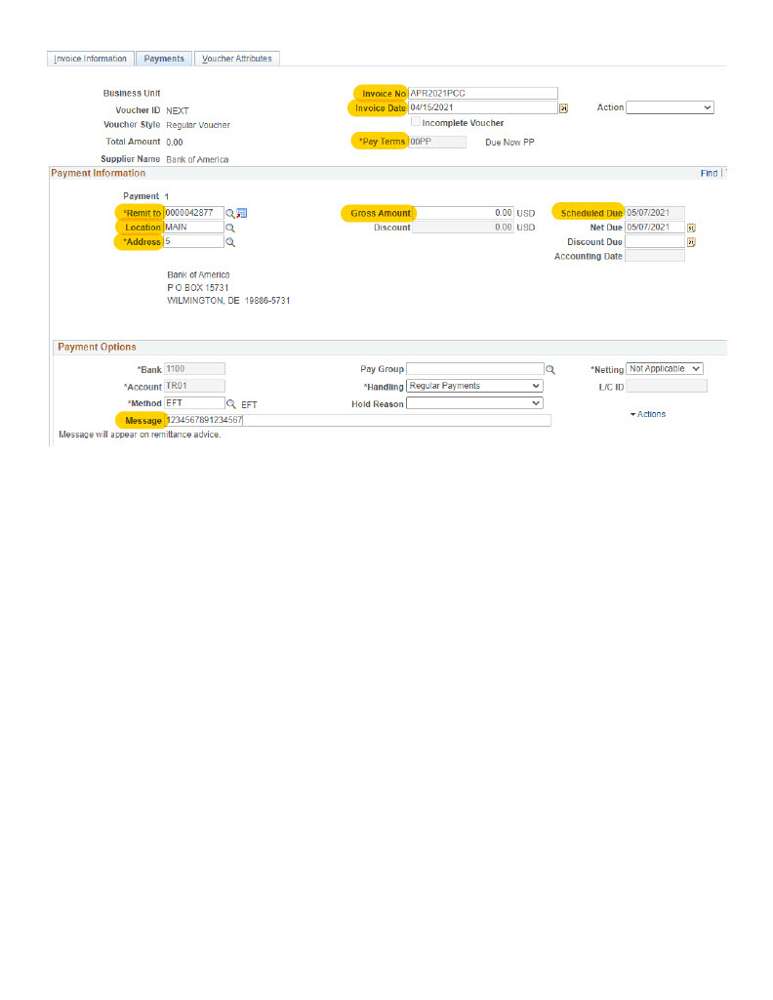 Invoice Information Payments Voucher Attributes
Business Unit Invoice No APR2021PCC
Voucher ID NEXT Invoice Date 04/15/2021 Action
Voucher Style Regular Voucher Incomplete Voucher
Total Amount 0.00 *Pay Terms 00PP Due Now PP
Supplier Name Bank of America
Payment Information Find |
Payment 1
*Remit to 0000042877 Gross Amount 0.00 USD Scheduled Due 05/07/2021
Location MAIN Discount 0.00 USD Net Due 05/07/2021
*Address 5 Discount Due
Accounting Date
Bank of America
P O BOX 15731
WILMINGTON, DE 19886-5731
Payment Options
*Bank 1100 Pay Group *Netting Not Applicable
*Account TR01 *Handling Regular Payments L/C ID
*Method EFT EFT Hold Reason
Actions
Message 1234567891234567
Message will appear on remittance advice.